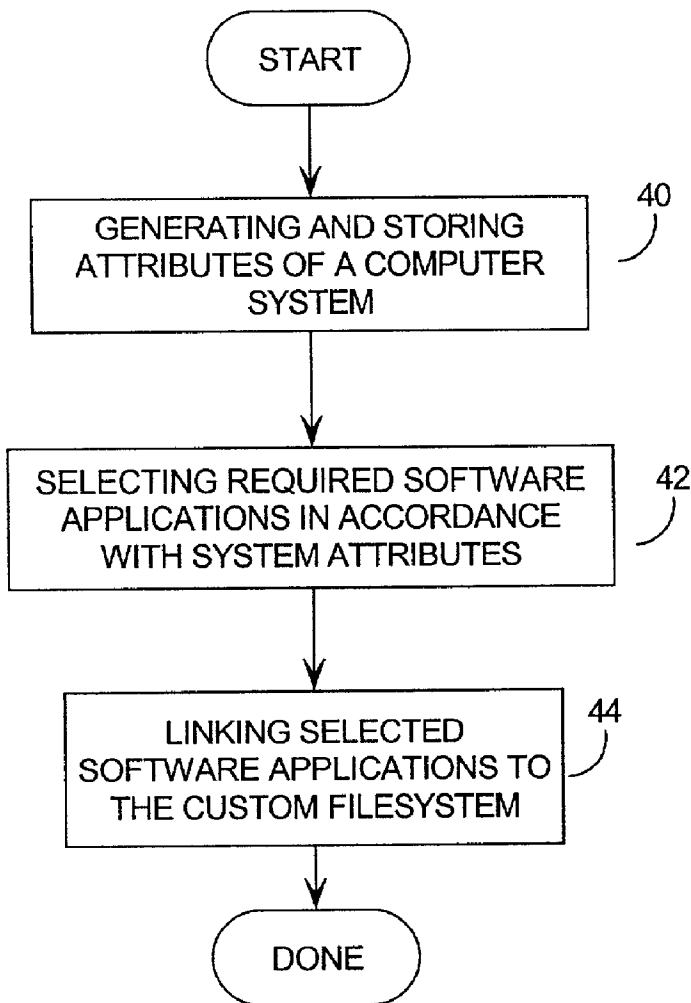 START
GENERATING AND STORING
ATTRIBUTES OF A COMPUTER
SYSTEM
40
SELECTING REQUIRED SOFTWARE
APPLICATIONS IN ACCORDANCE
WITH SYSTEM ATTRIBUTES
42
LINKING SELECTED
SOFTWARE APPLICATIONS TO
THE CUSTOM FILESYSTEM
44
DONE